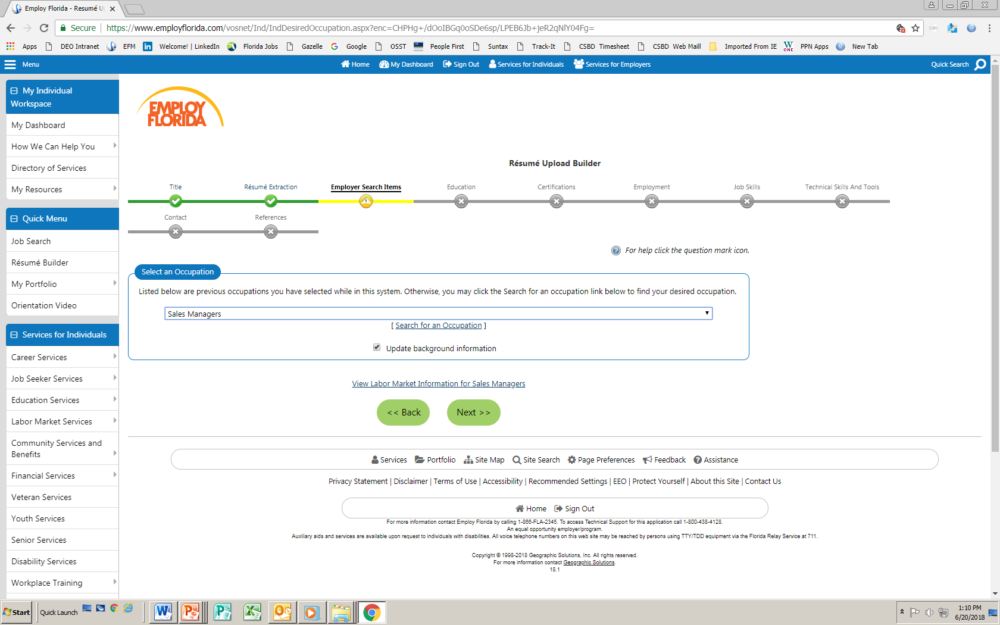 Employ Florida - Resumé U
Secure | https://www.employflorida.com/vosnet/Ind/IndDesiredOccupation.aspx?enc=CHPHg+/dOoIBGq0oSDe6sp/LPEB6Jb+jeR2qNlY04Fg=
Apps DEO Intranet EFM Welcome! | LinkedIn Florida Jobs Gazelle Google OSST People First Suntax Track-It CSBD Timesheet CSBD Web Maill Imported From IE PPN Apps New Tab
Menu Home My Dashboard Sign Out Services for Individuals Services for Employers Quick Search
My Individual
Workspace
My Dashboard
How We Can Help You
Directory of Services
My Resources
Quick Menu
Job Search
Résumé Builder
My Portfolio
Orientation Video
Services for Individuals
Career Services
Job Seeker Services
Education Services
Labor Market Services
Community Services and
Benefits
Financial Services
Veteran Services
Youth Services
Senior Services
Disability Services
Workplace Training
EMPLOY
FLORIDA
Résumé Upload Builder
Title Résumé Extraction Employer Search Items Education Certifications Employment Job Skills Technical Skills And Tools
Contact References
For help click the question mark icon.
Select an Occupation
Listed below are previous occupations you have selected while in this system. Otherwise, you may click the Search for an occupation link below to find your desired occupation.
Sales Managers
[ Search for an Occupation ]
Update background information
View Labor Market Information for Sales Managers
<< Back Next >>
Services Portfolio Site Map Site Search Page Preferences Feedback Assistance
Privacy Statement | Disclaimer | Terms of Use | Accessibility | Recommended Settings | EEO | Protect Yourself | About this Site | Contact Us
Home Sign Out
For more information contact Employ Florida by calling 1-866-FLA-2345. To access Technical Support for this application call 1-800-438-4128.
An equal opportunity employer/program.
Auxiliary aids and services are available upon request to individuals with disabilities. All voice telephone numbers on this web site may be reached by persons using TTY/TDD equipment via the Florida Relay Service at 711.
Copyright © 1998-2018 Geographic Solutions, Inc. All rights reserved.
For more information contact Geographic Solutions.
18.1
Start Quick Launch
1:10 PM
6/20/2018